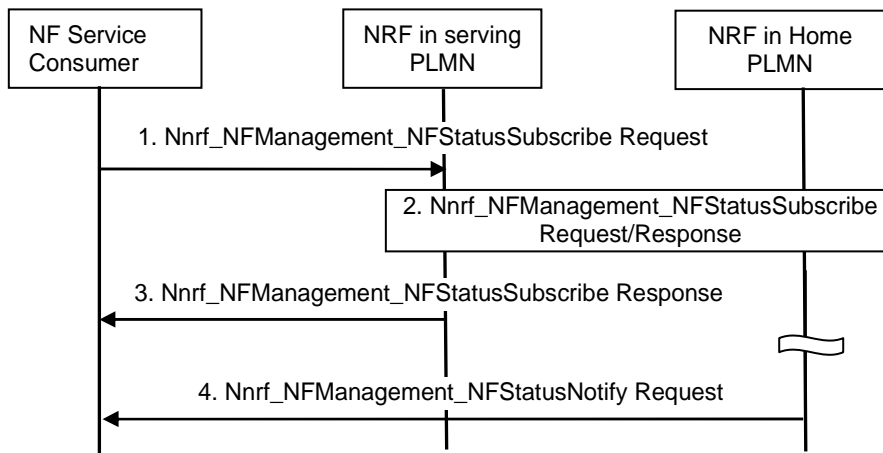 NF Service
Consumer
NRF in serving
PLMN
NRF in Home
PLMN
1. Nnrf_NFManagement_NFStatusSubscribe Request
2. Nnrf_NFManagement_NFStatusSubscribe
Request/Response
3. Nnrf_NFManagement_NFStatusSubscribe Response
4. Nnrf_NFManagement_NFStatusNotify Request